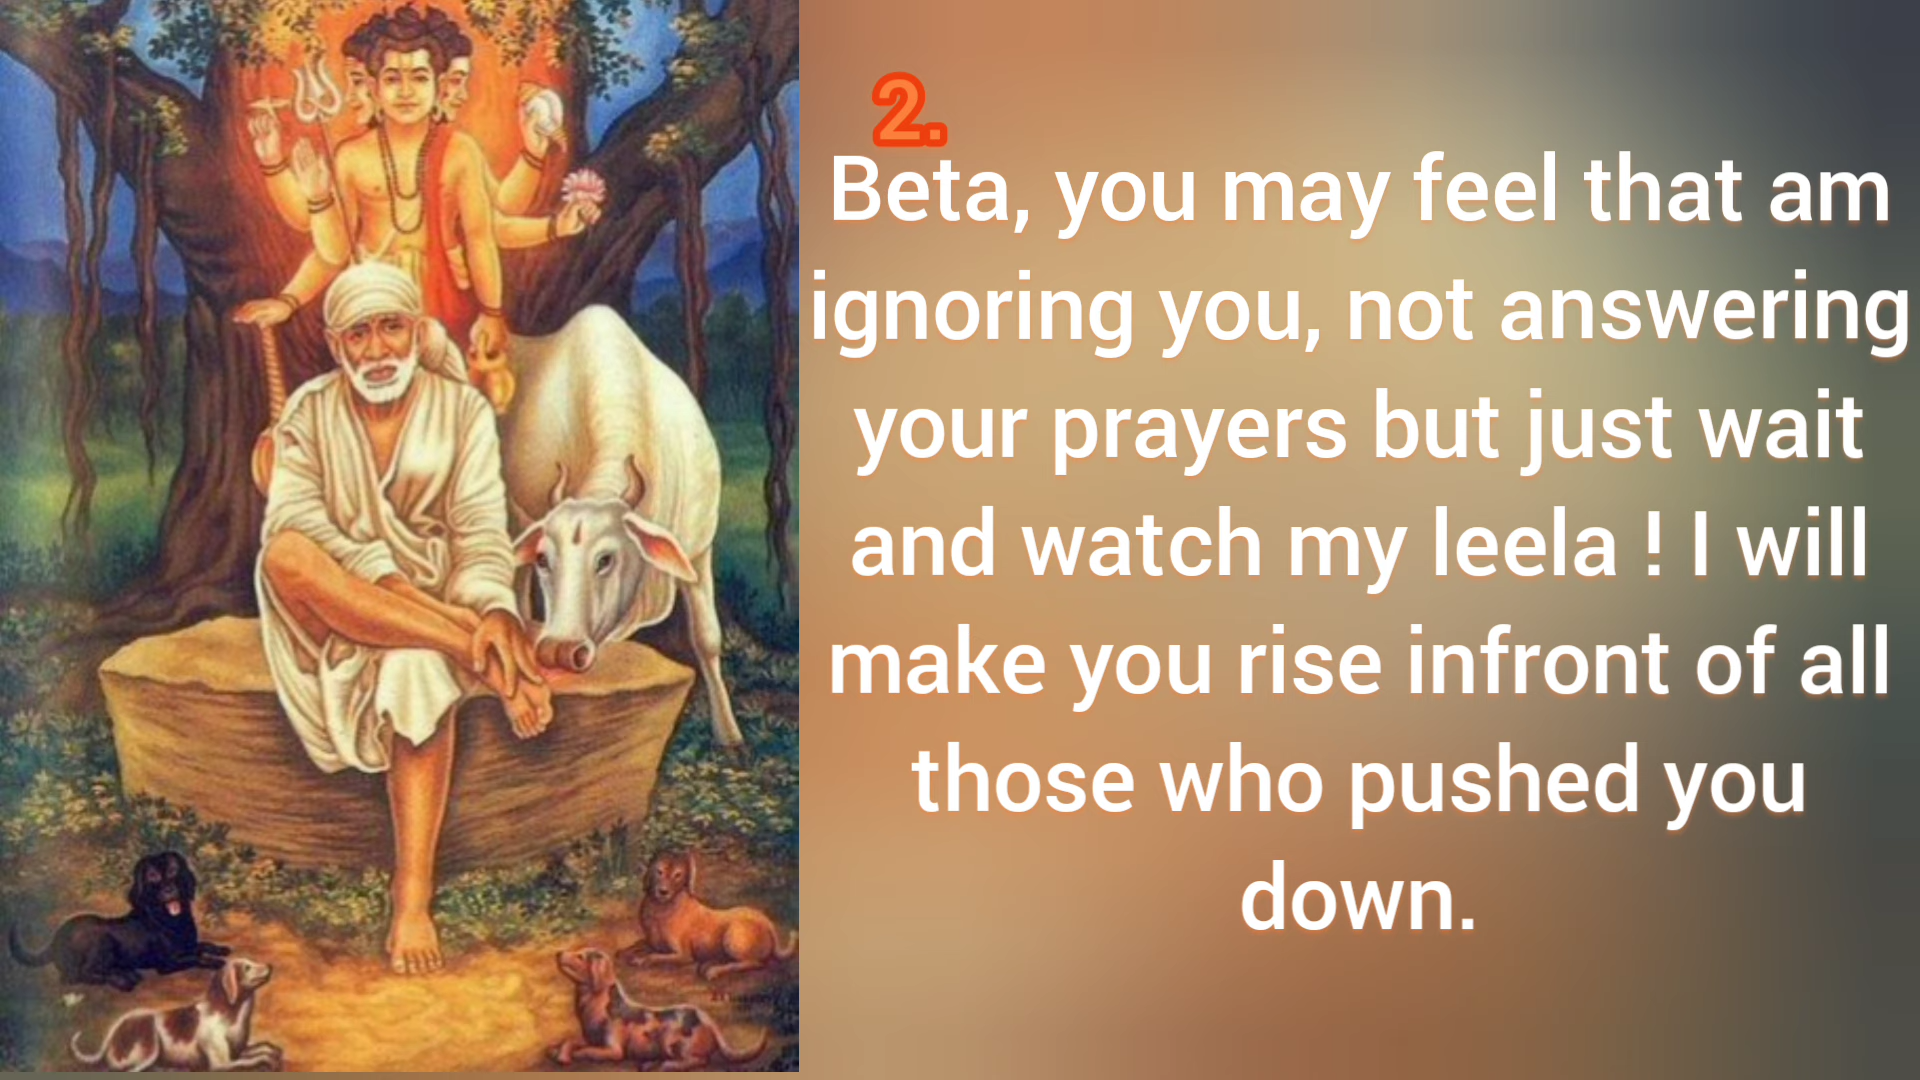 2.
Beta, you may feel that am
ignoring you, not answering
your prayers but just wait
and watch my leela ! I will
make you rise infront of all
those who pushed you
down.